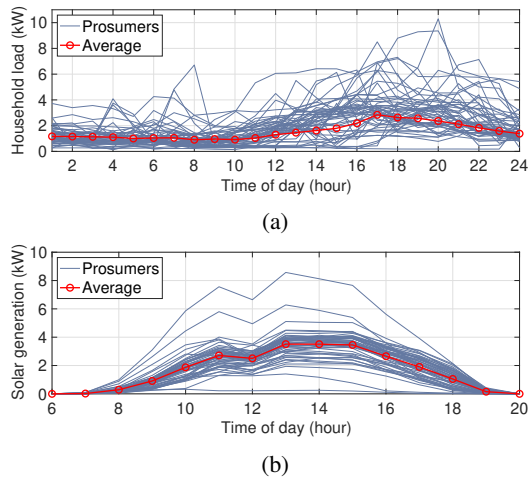 Household load (kW)
10
8
6
4
2
0
Prosumers
Average
2 4 6 8 10 12 14 16 18 20 22 24
Time of day (hour)
(a)
Solar generation (kW)
10
8
6
4
2
0
Prosumers
Average
6 8 10 12 14 16 18 20
Time of day (hour)
(b)